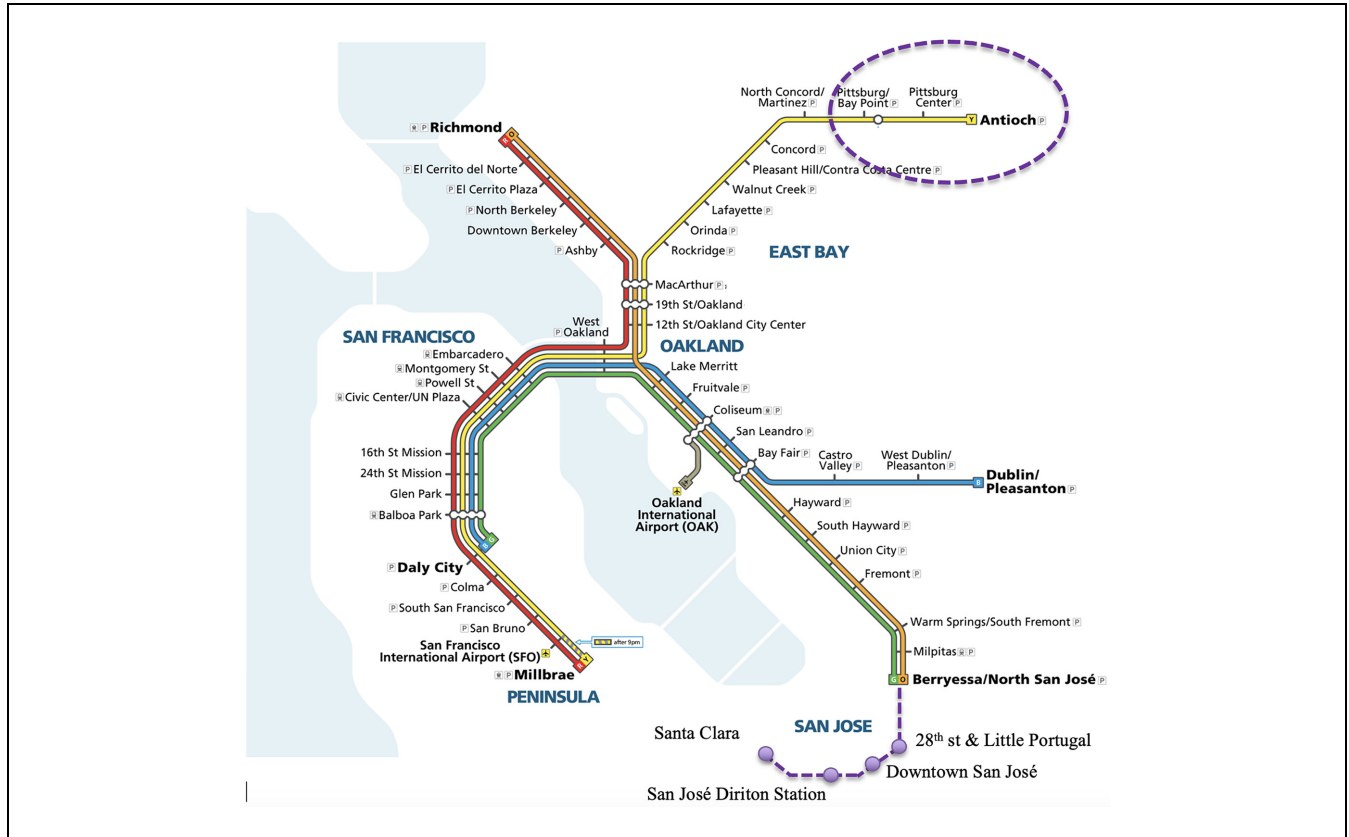 North Concord/
Martinez P
Pittsburg/
Bay Point P
Pittsburg
Center P
Y Antioch P
P Richmond O
R
P El Cerrito del Norte
P El Cerrito Plaza
P North Berkeley
Downtown Berkeley
P Ashby
Concord P
Pleasant Hill/Contra Costa Centre P
Walnut Creek P
Lafayette P
Orinda P
Rockridge P
EAST BAY
MacArthur P
19th St/Oakland
12th St/Oakland City Center
West
P Oakland
SAN FRANCISCO
OAKLAND
Embarcadero
Montgomery St
Powell St
Civic Center/UN Plaza
Lake Merritt
Fruitvale P
Coliseum P
San Leandro P
Bay Fair P
Castro
Valley P
West Dublin/
Pleasanton P
B Dublin/
Pleasanton P
16th St Mission
24th St Mission
Glen Park
Balboa Park
B G
Oakland
International
Airport (OAK)
Hayward P
South Hayward P
Union City P
Fremont P
P Daly City
P Colma
P South San Francisco
P San Bruno
after 9pm
San Francisco
International Airport (SFO)
R Y
P Millbrae
PENINSULA
Warm Springs/South Fremont P
Milpitas P
G O Berryessa/North San José P
SAN JOSE
Santa Clara
28th st & Little Portugal
Downtown San José
San José Diriton Station